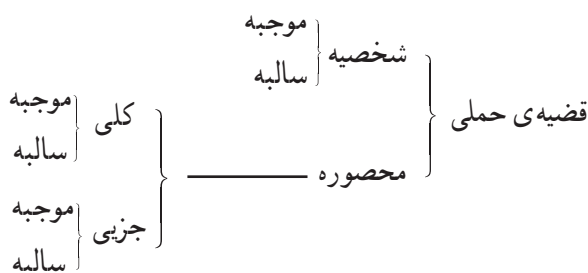 قضیه‌ی حملی
شخصیه
موجبه
سالبه
محصوره
کلی
موجبه
سالبه
جزیی
موجبه
سالبه